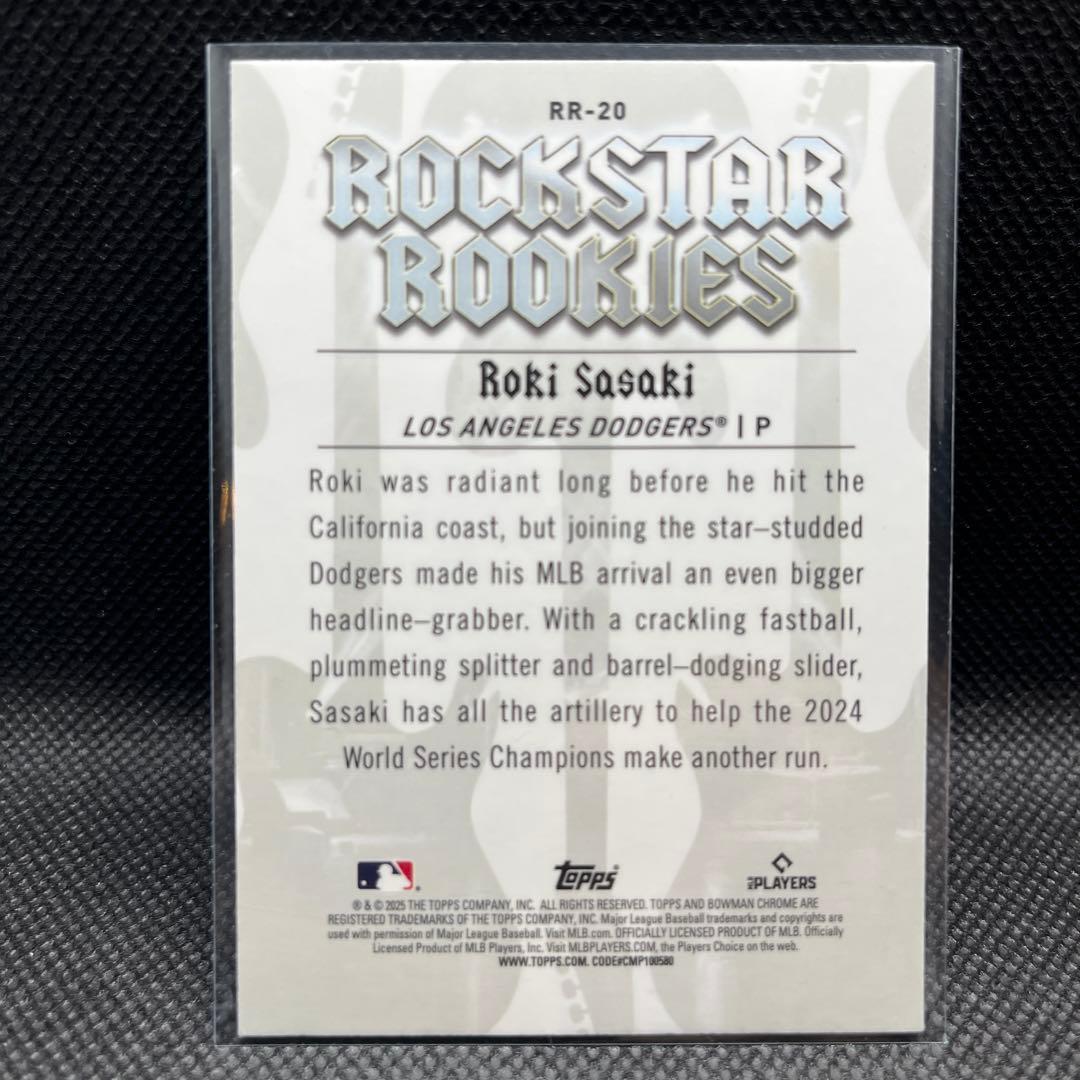 RR-20
ROCKSTAR
ROOKIES
Roki Sasaki
LOS ANGELES DODGERS® | P
Roki was radiant long before he hit the
California coast, but joining the star–studded
Dodgers made his MLB arrival an even bigger
headline–grabber. With a crackling fastball,
plummeting splitter and barrel–dodging slider,
Sasaki has all the artillery to help the 2024
World Series Champions make another run.
topps®
MLB PLAYERS
® & © 2025 THE TOPPS COMPANY, INC. ALL RIGHTS RESERVED. TOPPS AND BOWMAN CHROME ARE
REGISTERED TRADEMARKS OF THE TOPPS COMPANY, INC. Major League Baseball trademarks and copyrights are
used with permission of Major League Baseball. Visit MLB.com. OFFICIALLY LICENSED PRODUCT OF MLB. Officially
Licensed Product of MLB Players, Inc. Visit MLBPLAYERS.COM, the Players Choice on the web.
WWW.TOPPS.COM. CODE#CMP100580